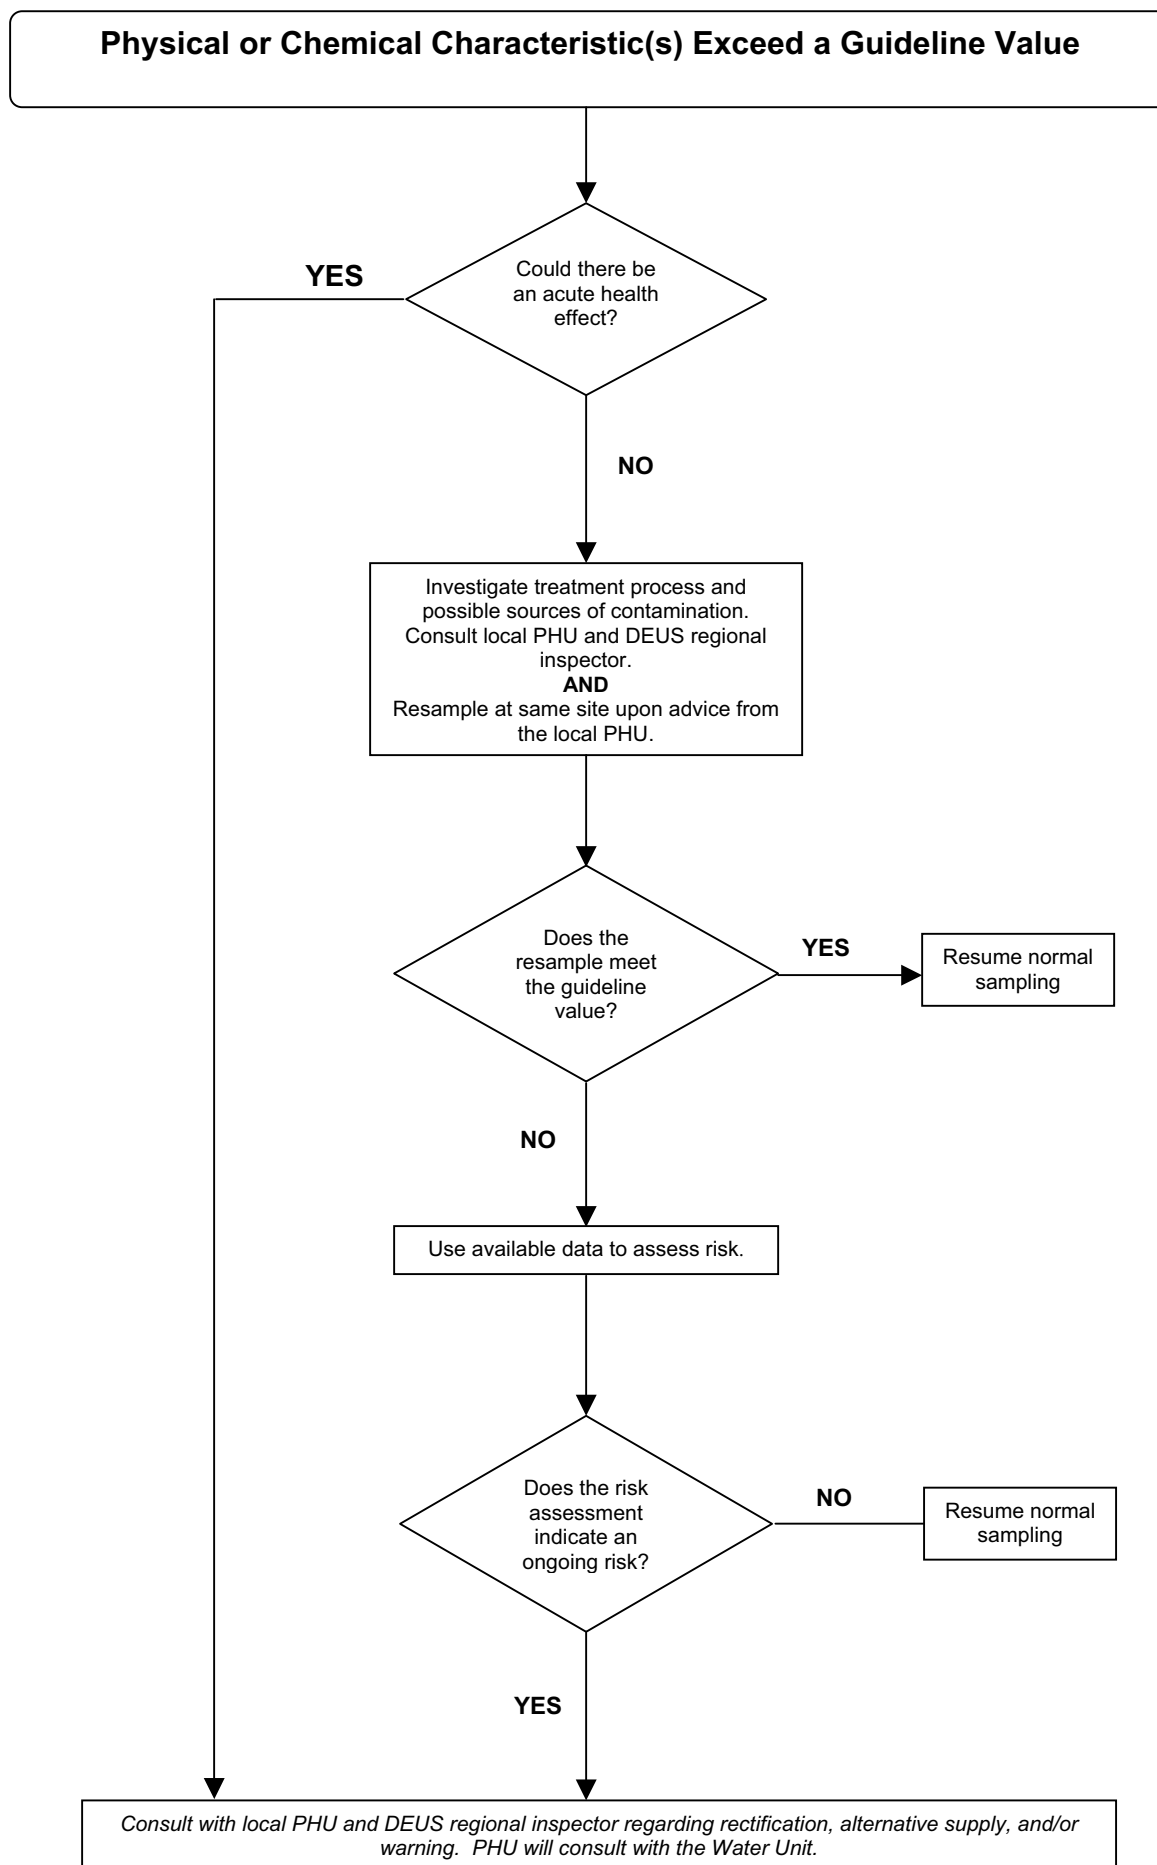 Physical or Chemical Characteristic(s) Exceed a Guideline Value
Could there be
an acute health
effect?
YES
NO
Investigate treatment process and
possible sources of contamination.
Consult local PHU and DEUS regional
inspector.
AND
Resample at same site upon advice from
the local PHU.
Does the
resample meet
the guideline
value?
YES
Resume normal
sampling
NO
Use available data to assess risk.
Does the risk
assessment
indicate an
ongoing risk?
NO
Resume normal
sampling
YES
Consult with local PHU and DEUS regional inspector regarding rectification, alternative supply, and/or
warning.  PHU will consult with the Water Unit.